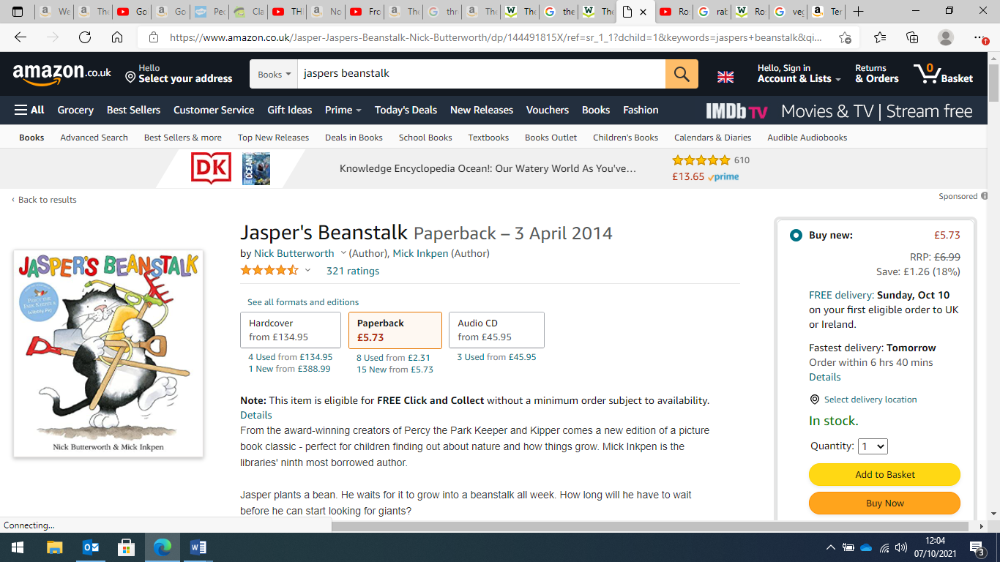 We
The
Go
Go
Pec
Cla
THI
No
Fro
The
thr
The
The
the
The
Ro
rab
Ro
veg
Ter
https://www.amazon.co.uk/Jasper-Jaspers-Beanstalk-Nick-Butterworth/dp/144491815X/ref=sr_1_1?dchild=1&keywords=jaspers+beanstalk&qi...
amazon.co.uk
Hello
Select your address
Books
jaspers beanstalk
Hello, Sign in
Account & Lists
Returns
& Orders
0
Basket
All Grocery Best Sellers Customer Service Gift Ideas Prime Today's Deals New Releases Vouchers Books Fashion
IMDb TV Movies & TV | Stream free
Books Advanced Search Best Sellers & more Top New Releases Deals in Books School Books Textbooks Books Outlet Children's Books Calendars & Diaries Audible Audiobooks
DK
OCEAN!
Knowledge Encyclopedia Ocean!: Our Watery World As You've...
610
£13.65 prime
‹ Back to results
Sponsored
JASPER'S BEANSTALK
PERCY THE
PARK KEEPER
Nick Butterworth & Mick Inkpen
Jasper's Beanstalk Paperback – 3 April 2014
by Nick Butterworth (Author), Mick Inkpen (Author)
321 ratings
See all formats and editions
Hardcover
from £134.95
4 Used from £134.95
1 New from £388.99
Paperback
£5.73
8 Used from £2.31
15 New from £5.73
Audio CD
from £45.95
3 Used from £45.95
Note: This item is eligible for FREE Click and Collect without a minimum order subject to availability.
Details
From the award-winning creators of Percy the Park Keeper and Kipper comes a new edition of a picture
book classic - perfect for children finding out about nature and how things grow. Mick Inkpen is the
libraries' ninth most borrowed author.
Jasper plants a bean. He waits for it to grow into a beanstalk all week. How long will he have to wait
before he can start looking for giants?
Buy new: £5.73
RRP: £6.99
Save: £1.26 (18%)
FREE delivery: Sunday, Oct 10
on your first eligible order to UK
or Ireland.
Fastest delivery: Tomorrow
Order within 6 hrs 40 mins
Details
Select delivery location
In stock.
Quantity: 1
Add to Basket
Buy Now
Connecting...
12:04
07/10/2021
3